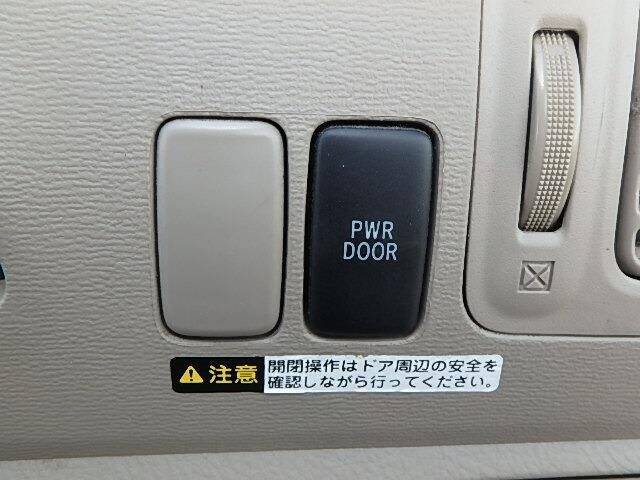 PWR
DOOR
注意
開閉操作はドア周辺の安全を
確認しながら行ってください。